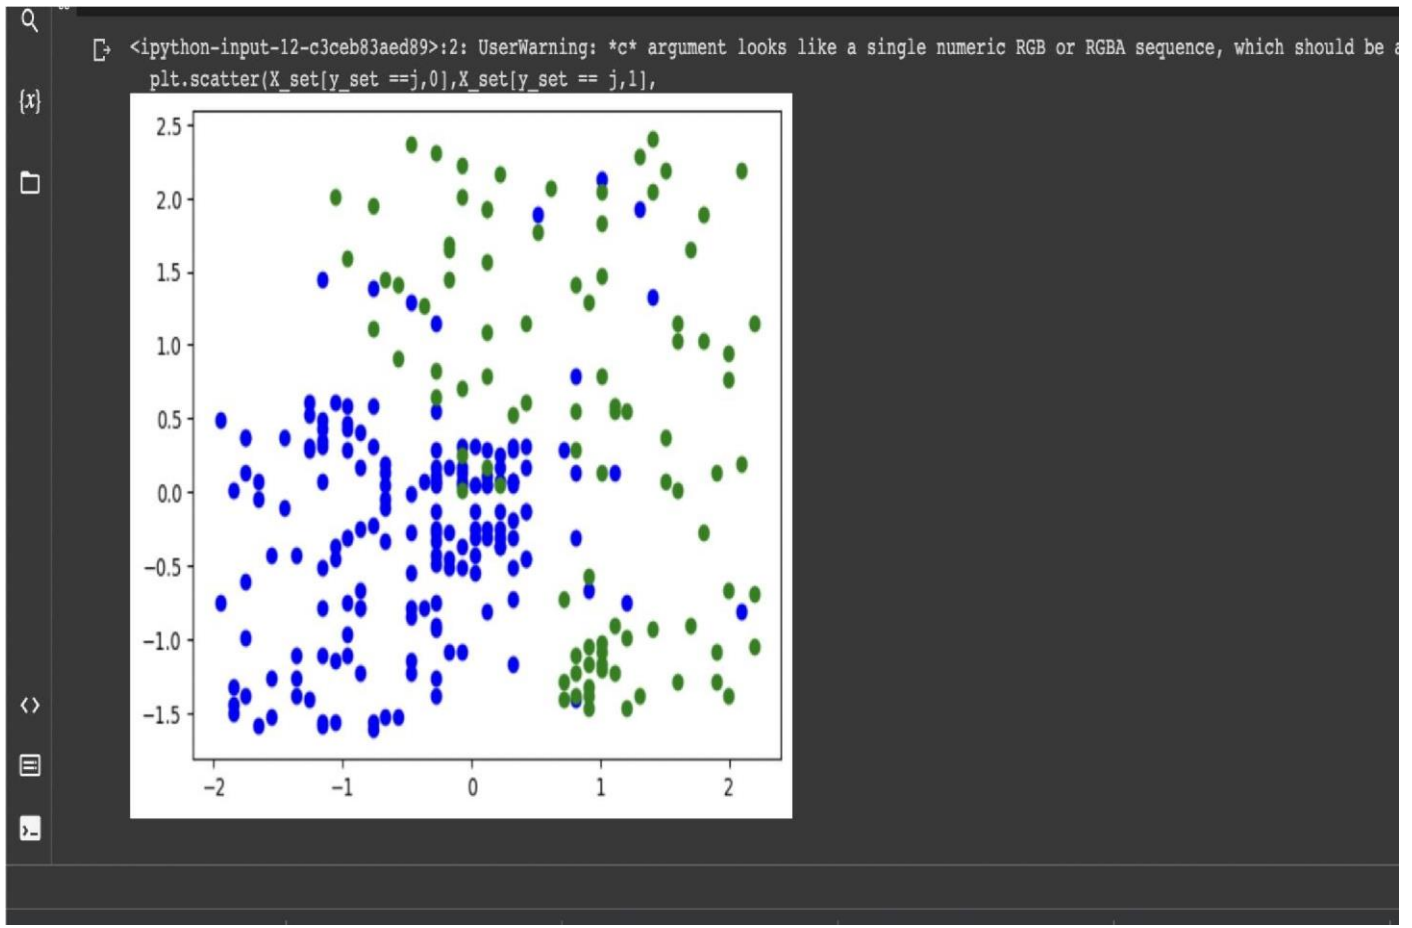 <ipython-input-12-c3ceb83aed89>:2: UserWarning: *c* argument looks like a single numeric RGB or RGBA sequence, which should be a
plt.scatter(X_set[y_set ==j,0],X_set[y_set == j,1],
{x}
2.5
2.0
1.5
1.0
0.5
0.0
−0.5
−1.0
−1.5
−2 −1 0 1 2